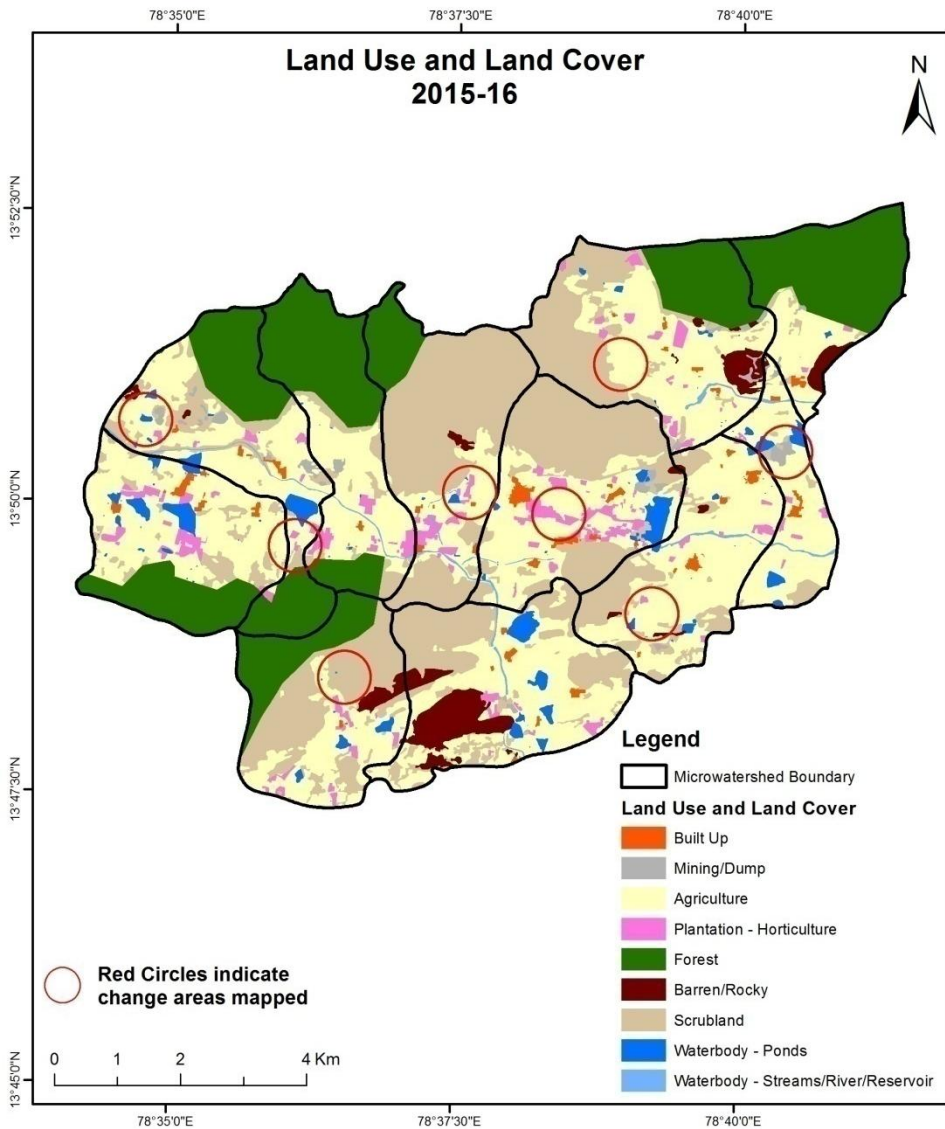 78°35'0"E 78°37'30"E 78°40'0"E
Land Use and Land Cover
2015-16
N
13°52'30"N
13°50'0"N
13°47'30"N
13°45'0"N
Legend
Microwatershed Boundary
Land Use and Land Cover
Built Up
Mining/Dump
Agriculture
Plantation - Horticulture
Forest
Barren/Rocky
Scrubland
Waterbody - Ponds
Waterbody - Streams/River/Reservoir
Red Circles indicate
change areas mapped
0 1 2 4 Km
78°35'0"E 78°37'30"E 78°40'0"E